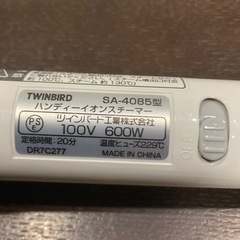 TWINBIRD SA-4085型
ハンディーイオンスチーマー
PS E
ツインバード工業株式会社
100V 600W
定格時間:20分 温度ヒューズ229℃
DR7C277 MADE IN CHINA
OFF